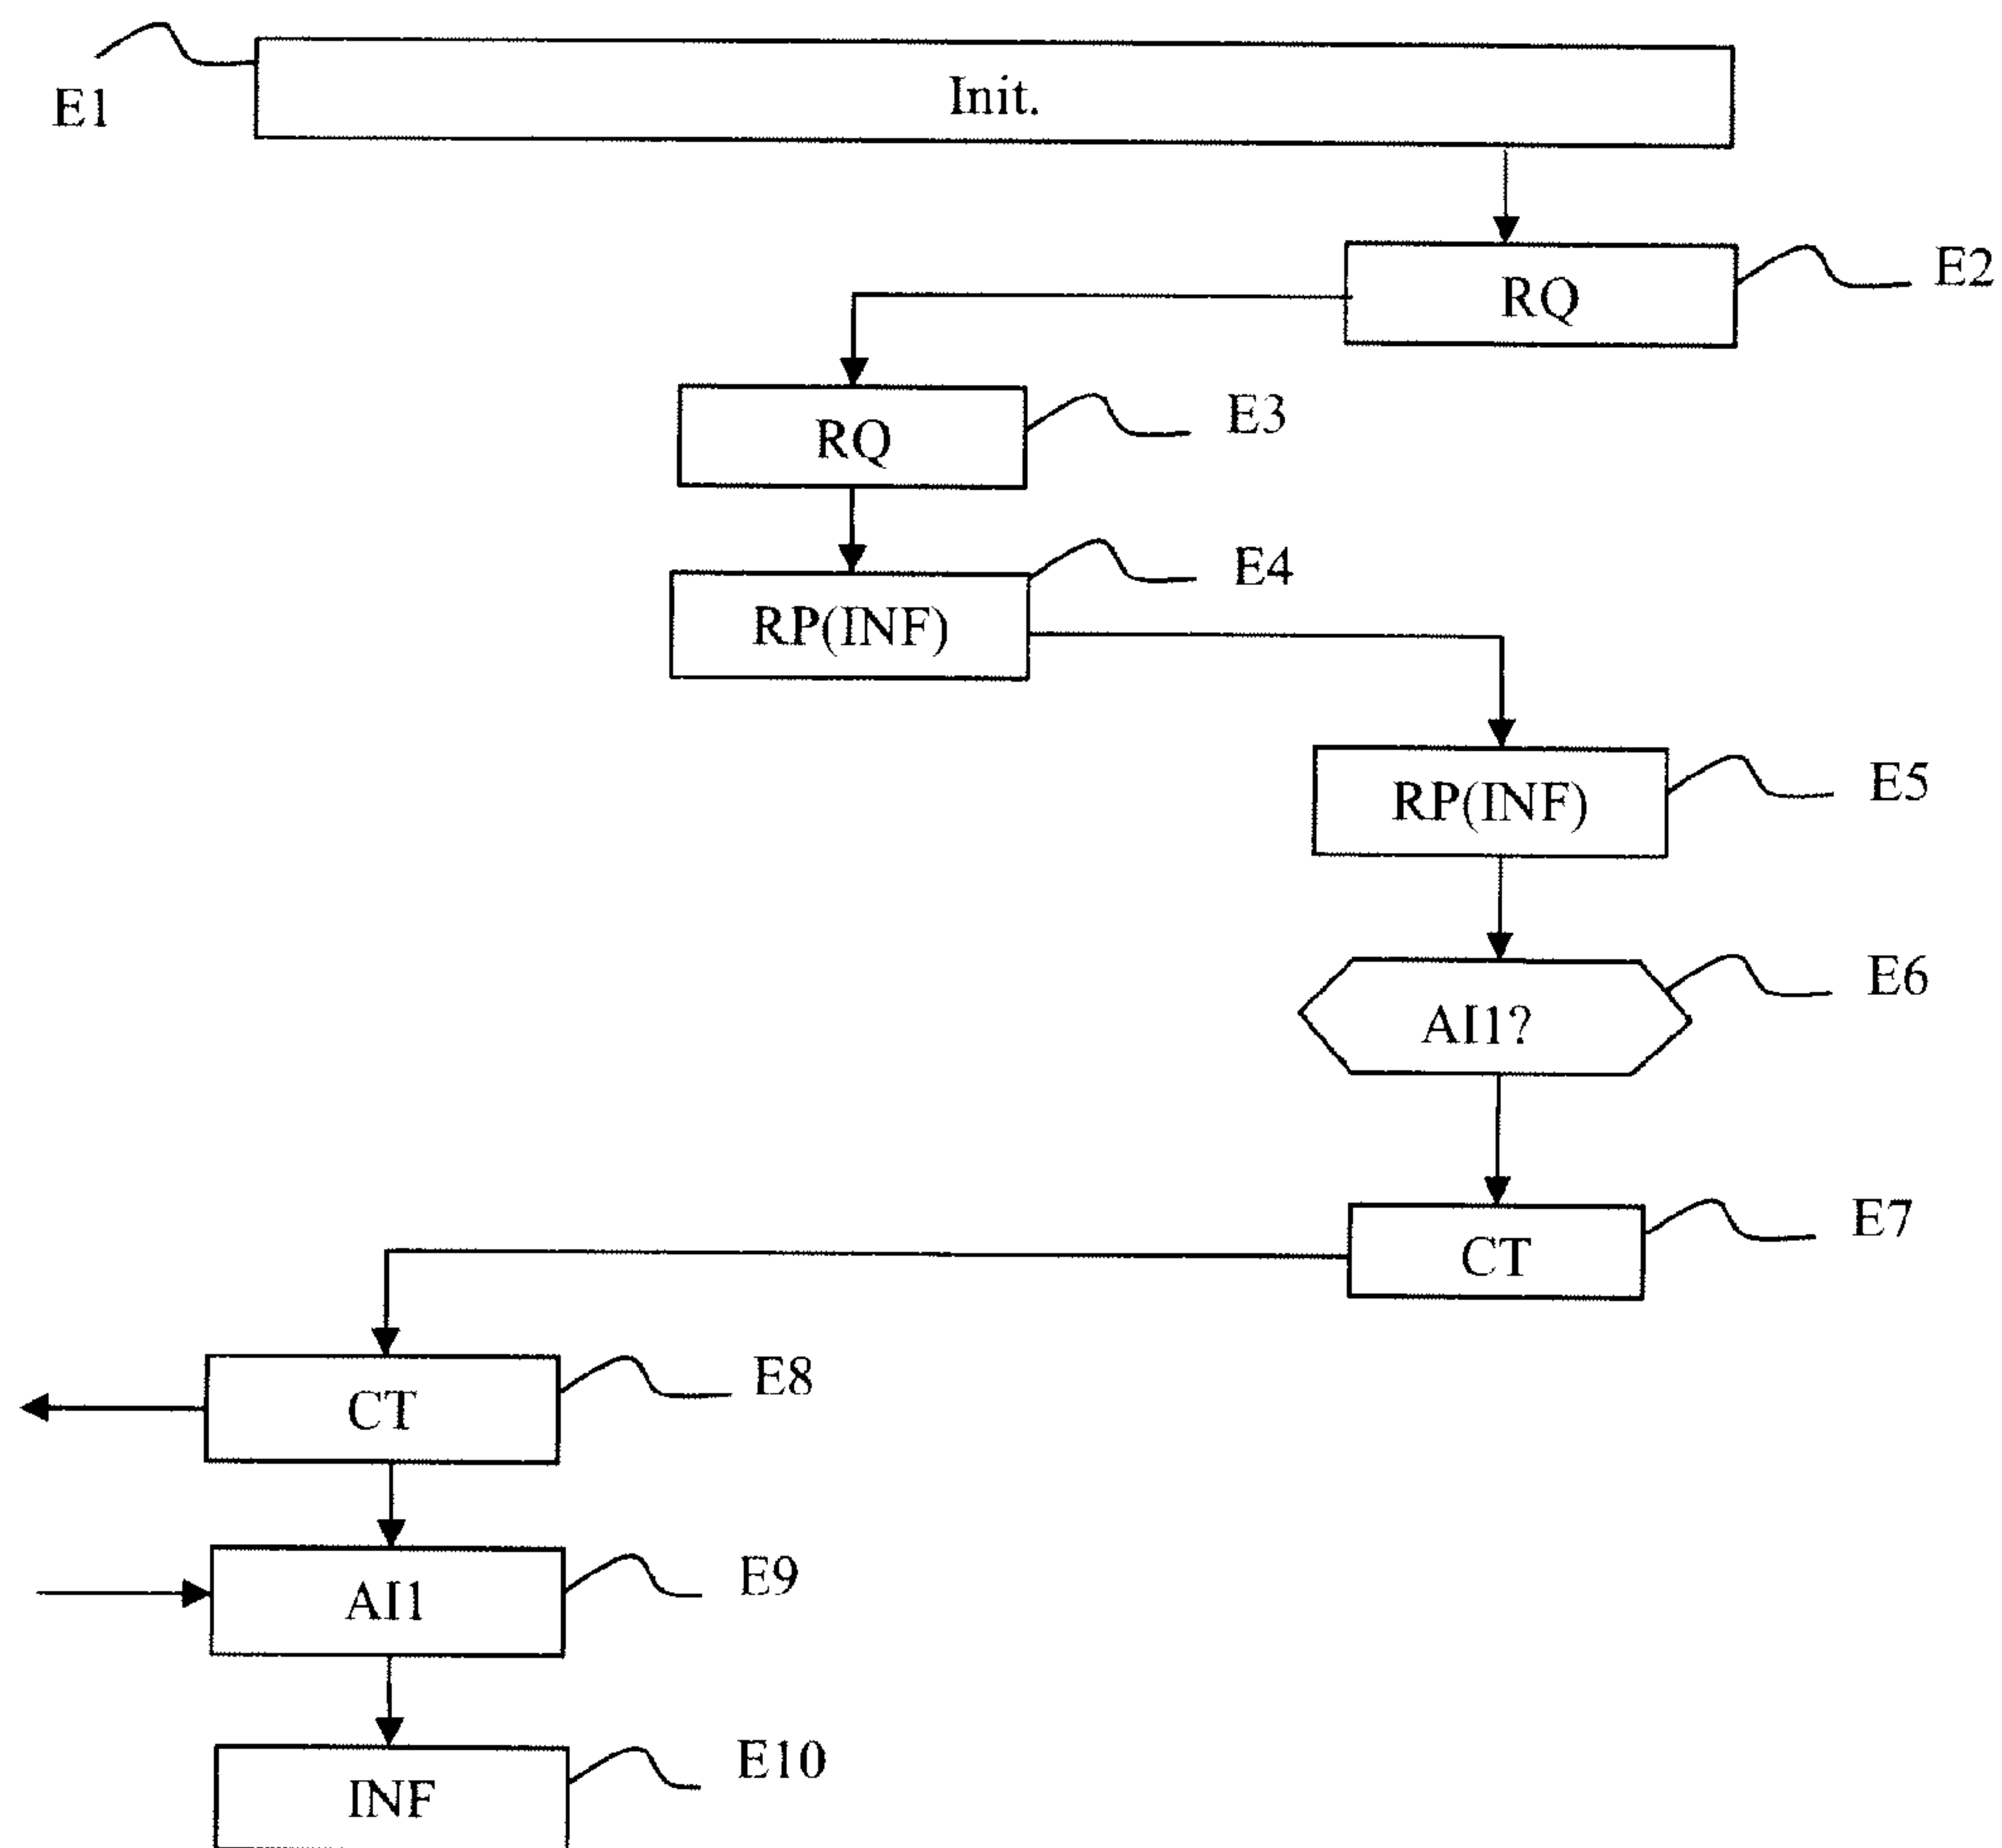 Init.
E1
E2
RQ
E3
RQ
E4
RP(INF)
E5
RP(INF)
E6
AI1?
E7
CT
E8
CT
E9
AI1
E10
INF